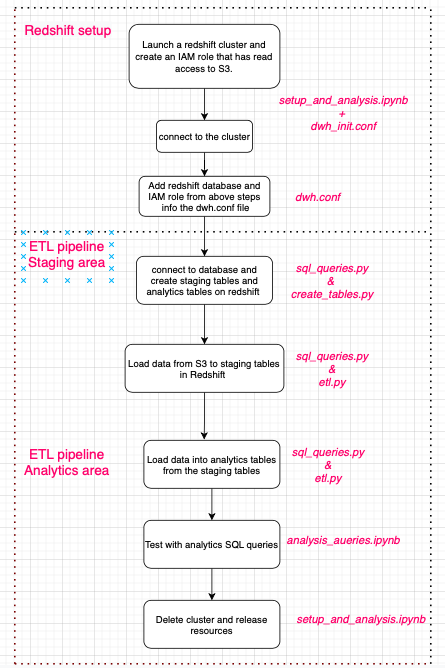 Redshift setup
Launch a redshift cluster and
create an IAM role that has read
access to S3.
setup_and_analysis.ipynb
+
dwh_init.conf
connect to the cluster
Add redshift database and
IAM role from above steps
info the dwh.conf file
dwh.conf
ETL pipeline
Staging area
connect to database and
create staging tables and
analytics tables on redshift
sql_queries.py
&
create_tables.py
Load data from S3 to staging tables
in Redshift
sql_queries.py
&
etl.py
ETL pipeline
Analytics area
Load data into analytics tables
from the staging tables
sql_queries.py
&
etl.py
Test with analytics SQL queries
analysis_aueries.ipynb
Delete cluster and release
resources
setup_and_analysis.ipynb